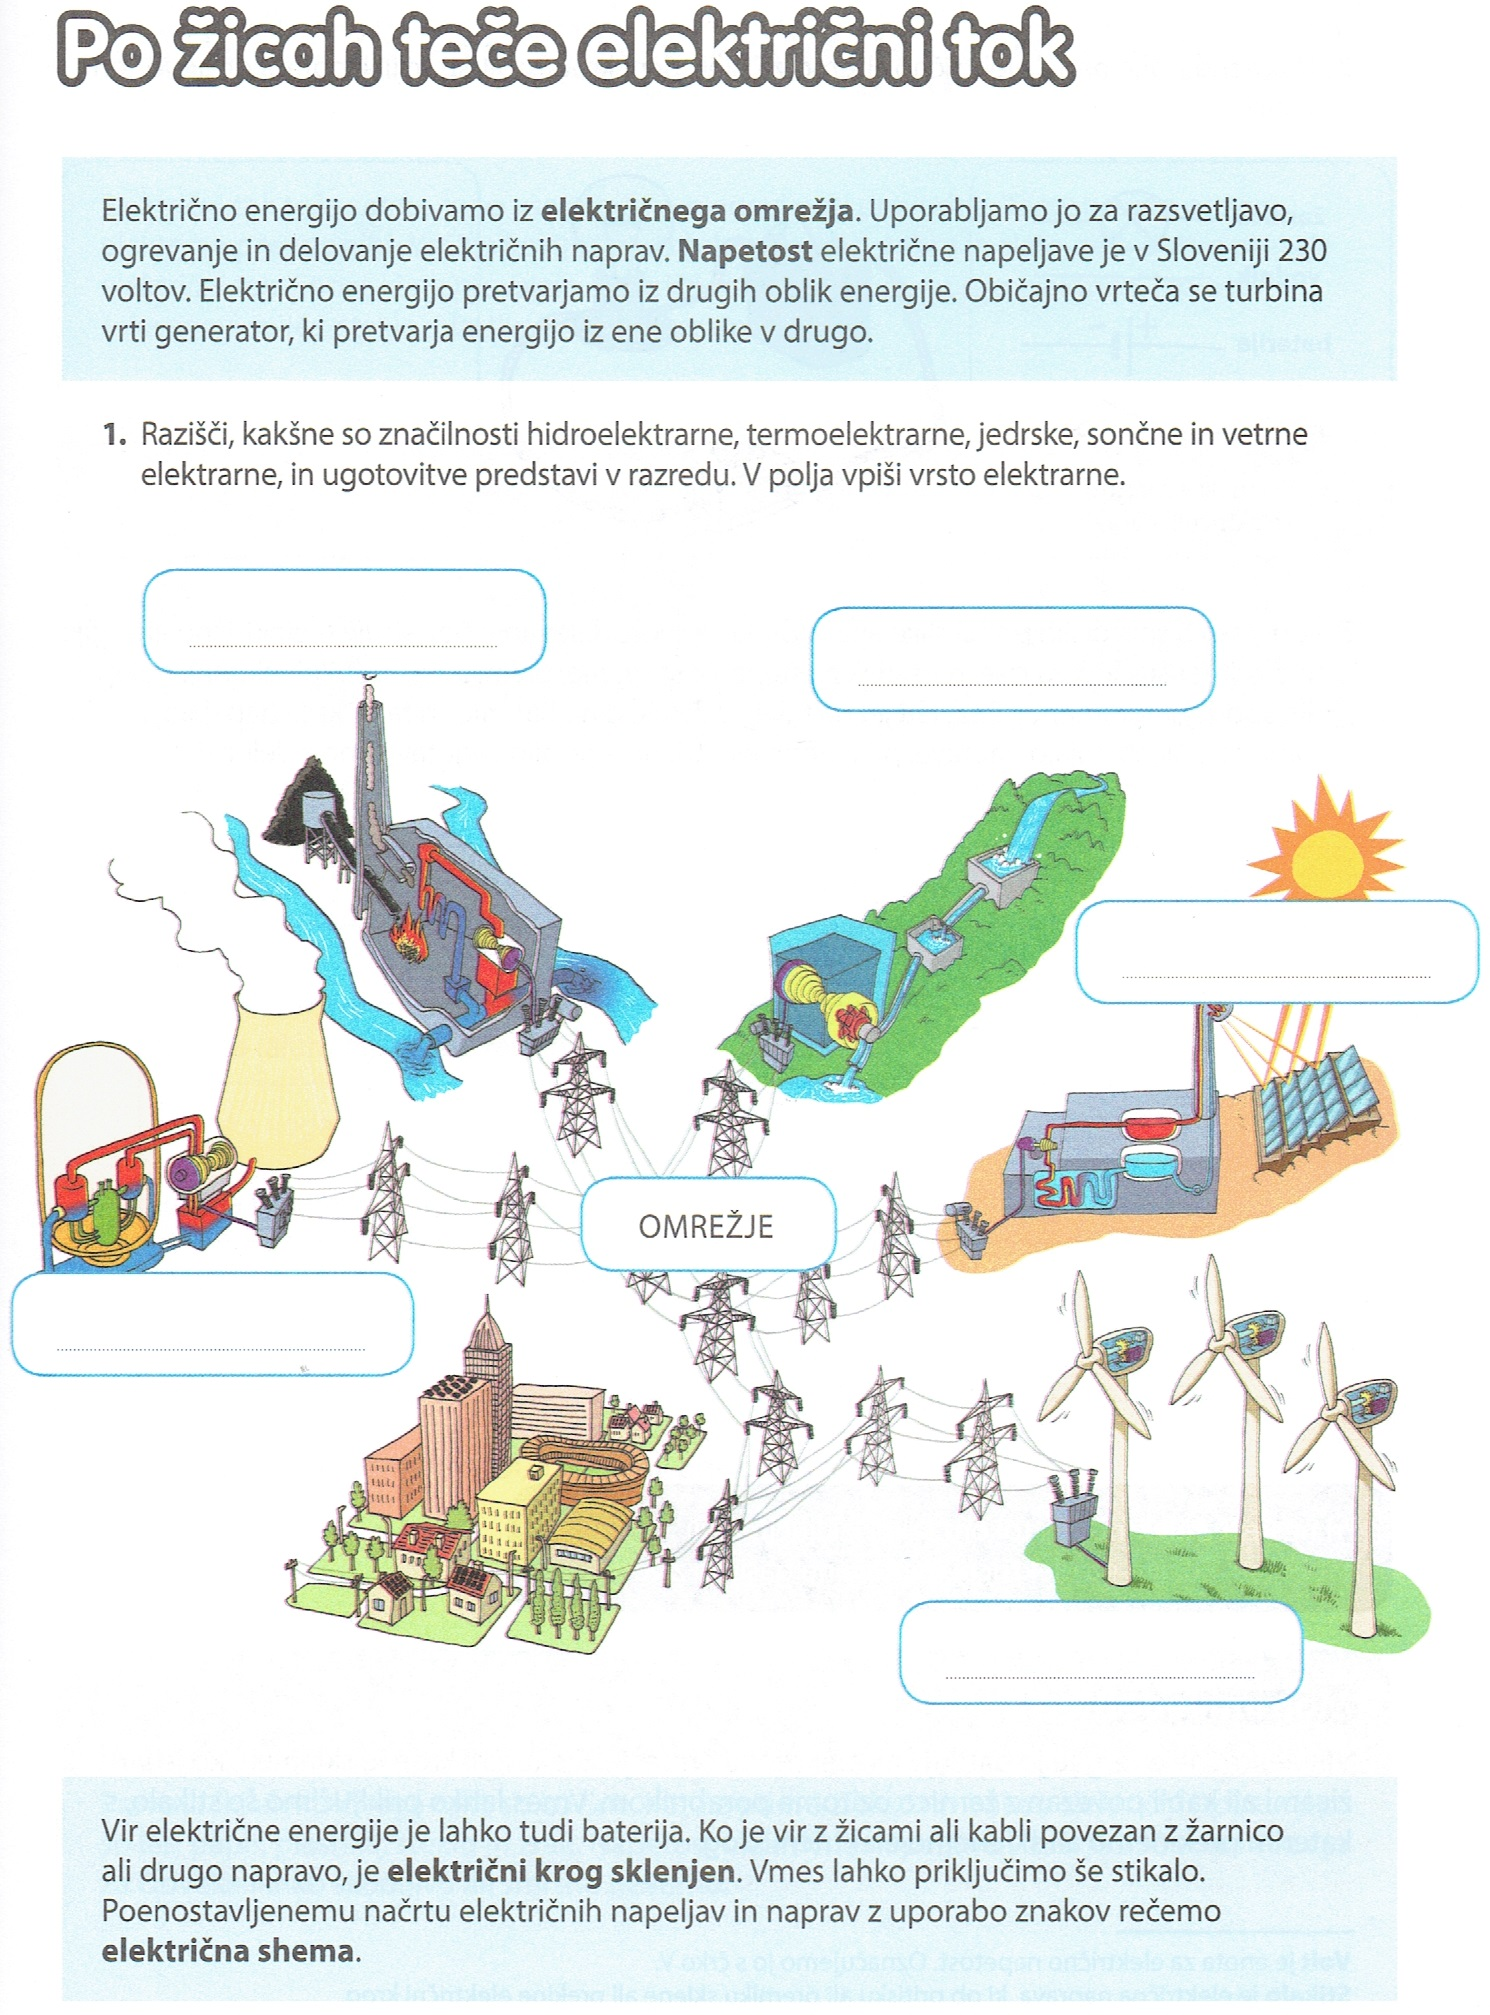 Po žicah teče električni tok
Električno energijo dobivamo iz električnega omrežja. Uporabljamo jo za razsvetljavo,
ogrevanje in delovanje električnih naprav. Napetost električne napeljave je v Sloveniji 230
voltov. Električno energijo pretvarjamo iz drugih oblik energije. Običajno vrteča se turbina
vrti generator, ki pretvarja energijo iz ene oblike v drugo.
1. Razišči, kakšne so značilnosti hidroelektrarne, termoelektrarne, jedrske, sončne in vetrne
elektrarne, in ugotovitve predstavi v razredu. V polja vpiši vrsto elektrarne.
OMREŽJE
Vir električne energije je lahko tudi baterija. Ko je vir z žicami ali kabli povezan z žarnico
ali drugo napravo, je električni krog sklenjen. Vmes lahko priključimo še stikalo.
Poenostavljenemu načrtu električnih napeljav in naprav z uporabo znakov rečemo
električna shema.